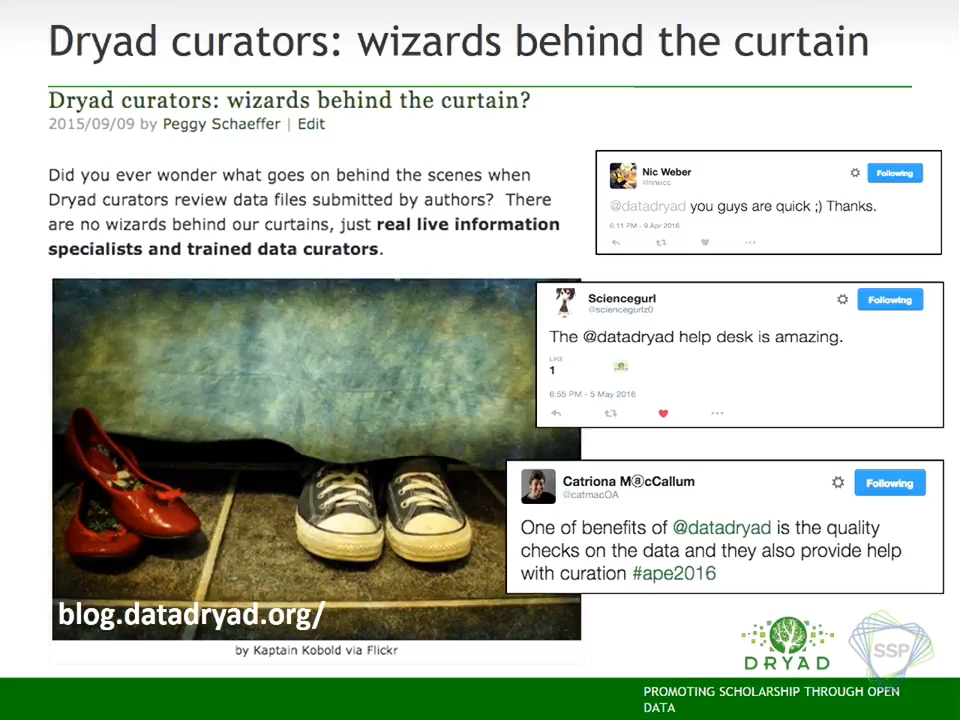 Dryad curators: wizards behind the curtain
Dryad curators: wizards behind the curtain?
2015/09/09 by Peggy Schaeffer | Edit
Did you ever wonder what goes on behind the scenes when
Dryad curators review data files submitted by authors? There
are no wizards behind our curtains, just real live information
specialists and trained data curators.
Nic Weber
@nniicc
Following
@datadryad you guys are quick ;) Thanks.
6:11 PM - 9 Apr 2016
Sciencegurl
@sciencegurlz0
Following
The @datadryad help desk is amazing.
LIKE
1
6:55 PM - 5 May 2016
Catriona MⓐcCallum
@catmacOA
Following
One of benefits of @datadryad is the quality
checks on the data and they also provide help
with curation #ape2016
blog.datadryad.org/
by Kaptain Kobold via Flickr
DRYAD
SSP
PROMOTING SCHOLARSHIP THROUGH OPEN
DATA